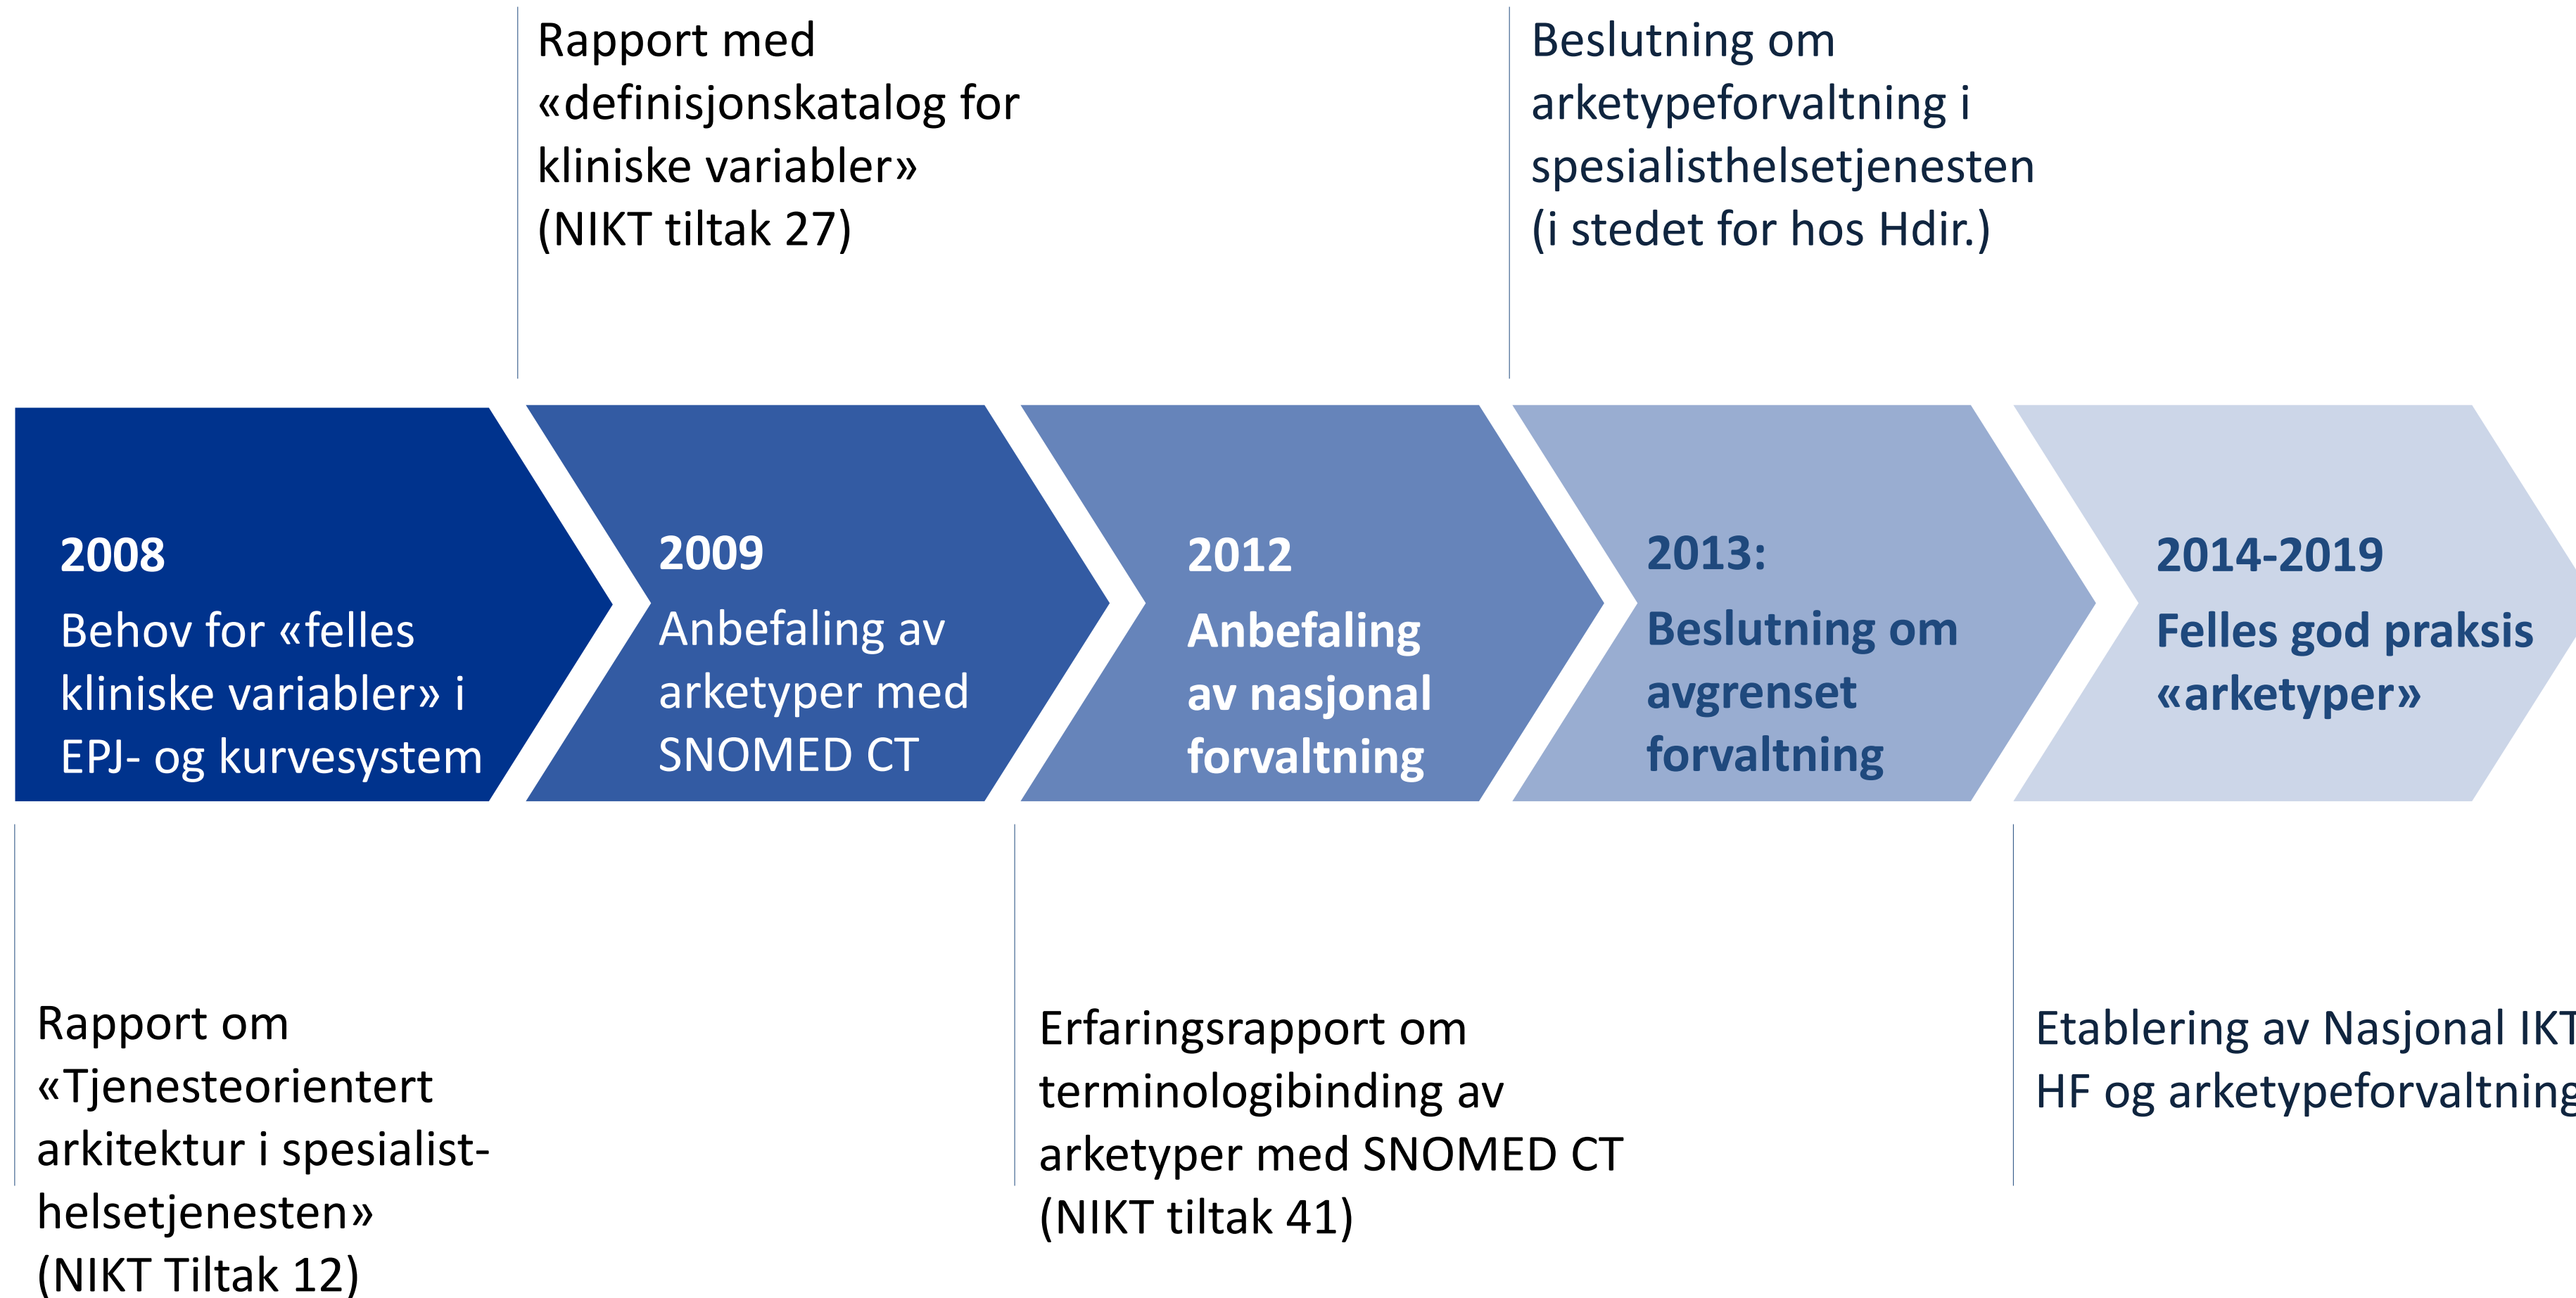 Rapport med
«definisjonskatalog for
kliniske variabler»
(NIKT tiltak 27)
Beslutning om
arketypeforvaltning i
spesialisthelsetjenesten
(i stedet for hos Hdir.)
2008
Behov for «felles
kliniske variabler» i
EPJ- og kurvesystem
2009
Anbefaling av
arketyper med
SNOMED CT
2012
Anbefaling
av nasjonal
forvaltning
2013:
Beslutning om
avgrenset
forvaltning
2014-2019
Felles god praksis
«arketyper»
Rapport om
«Tjenesteorientert
arkitektur i spesialist-
helsetjenesten»
(NIKT Tiltak 12)
Erfaringsrapport om
terminologibinding av
arketyper med SNOMED CT
(NIKT tiltak 41)
Etablering av Nasjonal IKT
HF og arketypeforvaltning